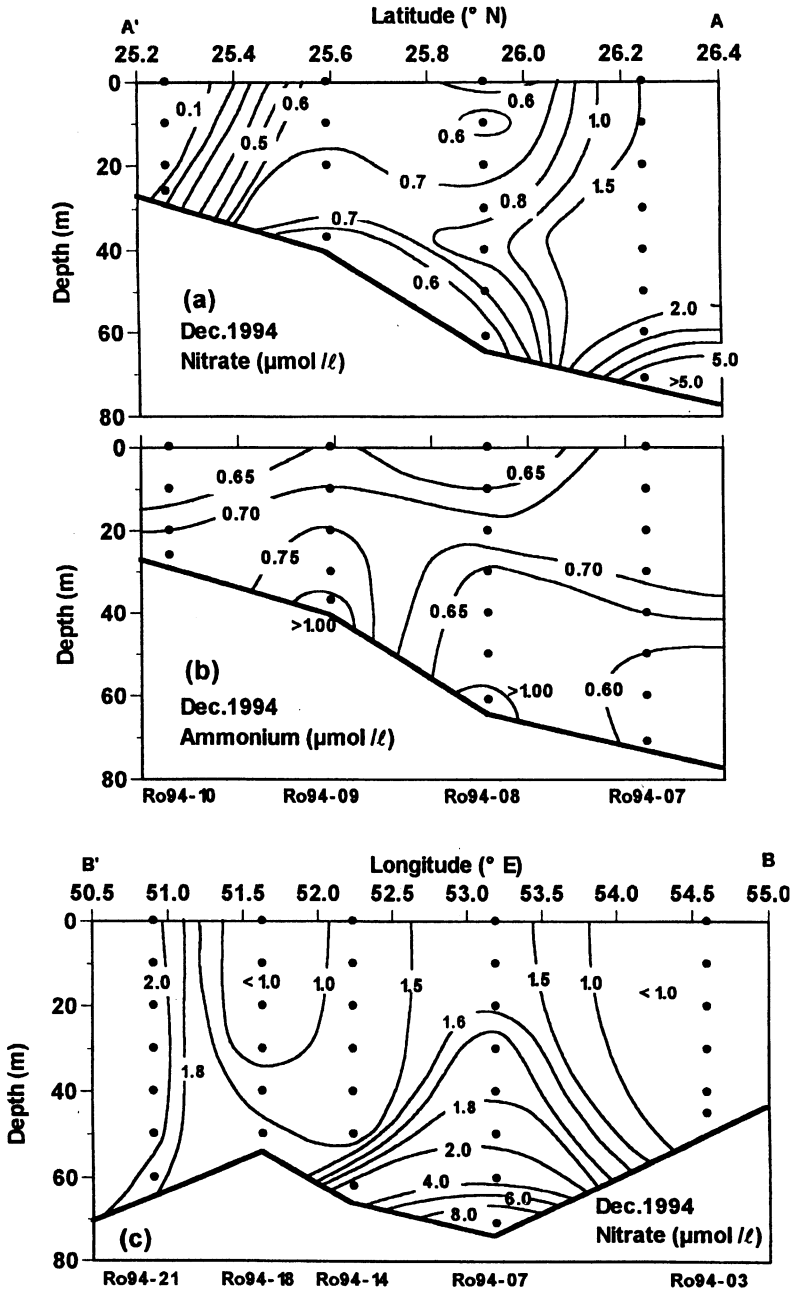 Latitude (° N)
A' A
25.2 25.4 25.6 25.8 26.0 26.2 26.4
0
20
40
60
80
Depth (m)
0.1
0.6
0.5
0.6
0.6
1.0
0.7
0.8
1.5
0.7
0.6
2.0
5.0
>5.0
(a)
Dec.1994
Nitrate (µmol /ℓ)
0
20
40
60
80
Depth (m)
0.65
0.65
0.70
0.75
0.70
0.65
>1.00
>1.00
0.60
(b)
Dec.1994
Ammonium (µmol /ℓ)
Ro94-10 Ro94-09 Ro94-08 Ro94-07
Longitude (° E)
B' B
50.5 51.0 51.5 52.0 52.5 53.0 53.5 54.0 54.5 55.0
0
20
40
60
80
Depth (m)
2.0
< 1.0
1.0
1.5
1.5
1.0
< 1.0
1.6
1.8
1.8
2.0
4.0
6.0
8.0
(c)
Dec.1994
Nitrate (µmol /ℓ)
Ro94-21 Ro94-18 Ro94-14 Ro94-07 Ro94-03